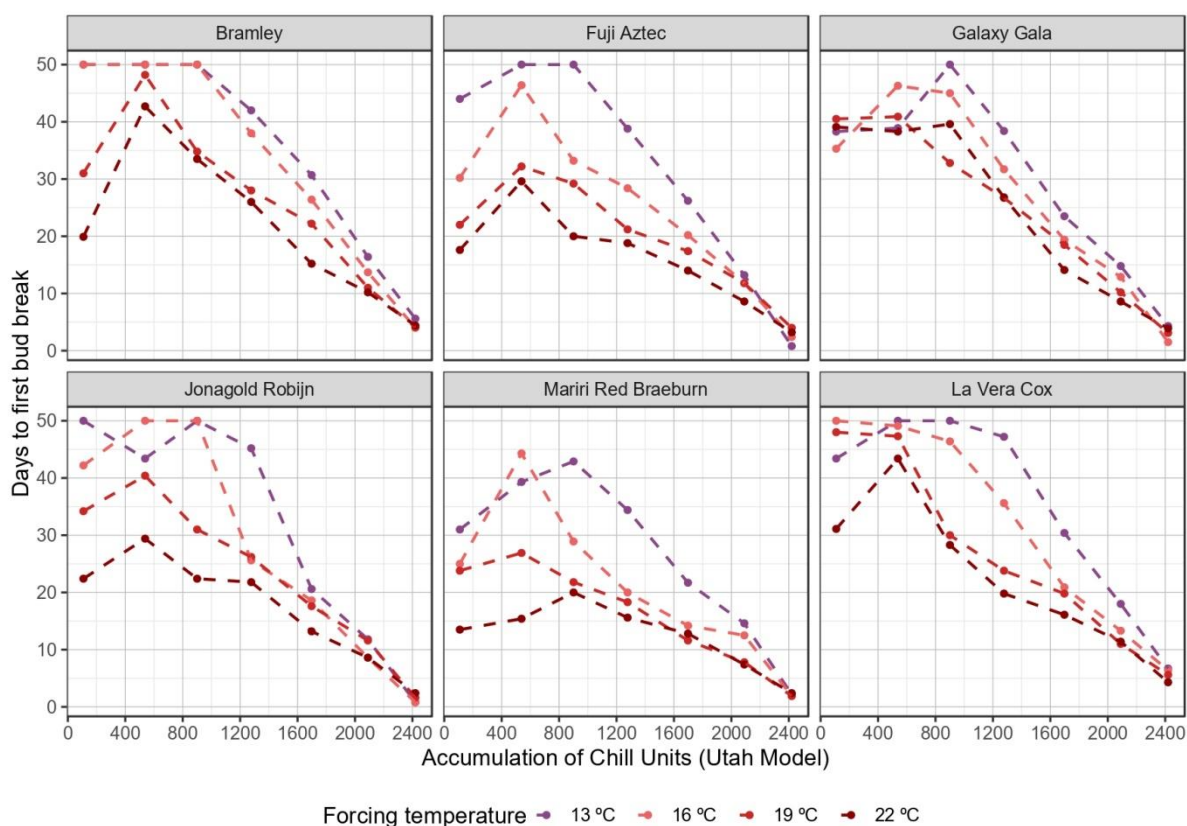 Bramley
Fuji Aztec
Galaxy Gala
50
40
30
20
10
0
Jonagold Robijn
Mariri Red Braeburn
La Vera Cox
50
40
30
20
10
0
0 400 800 1200 1600 2000 2400
0 400 800 1200 1600 2000 2400
0 400 800 1200 1600 2000 2400
Days to first bud break
Accumulation of Chill Units (Utah Model)
Forcing temperature 13 ºC 16 ºC 19 ºC 22 ºC